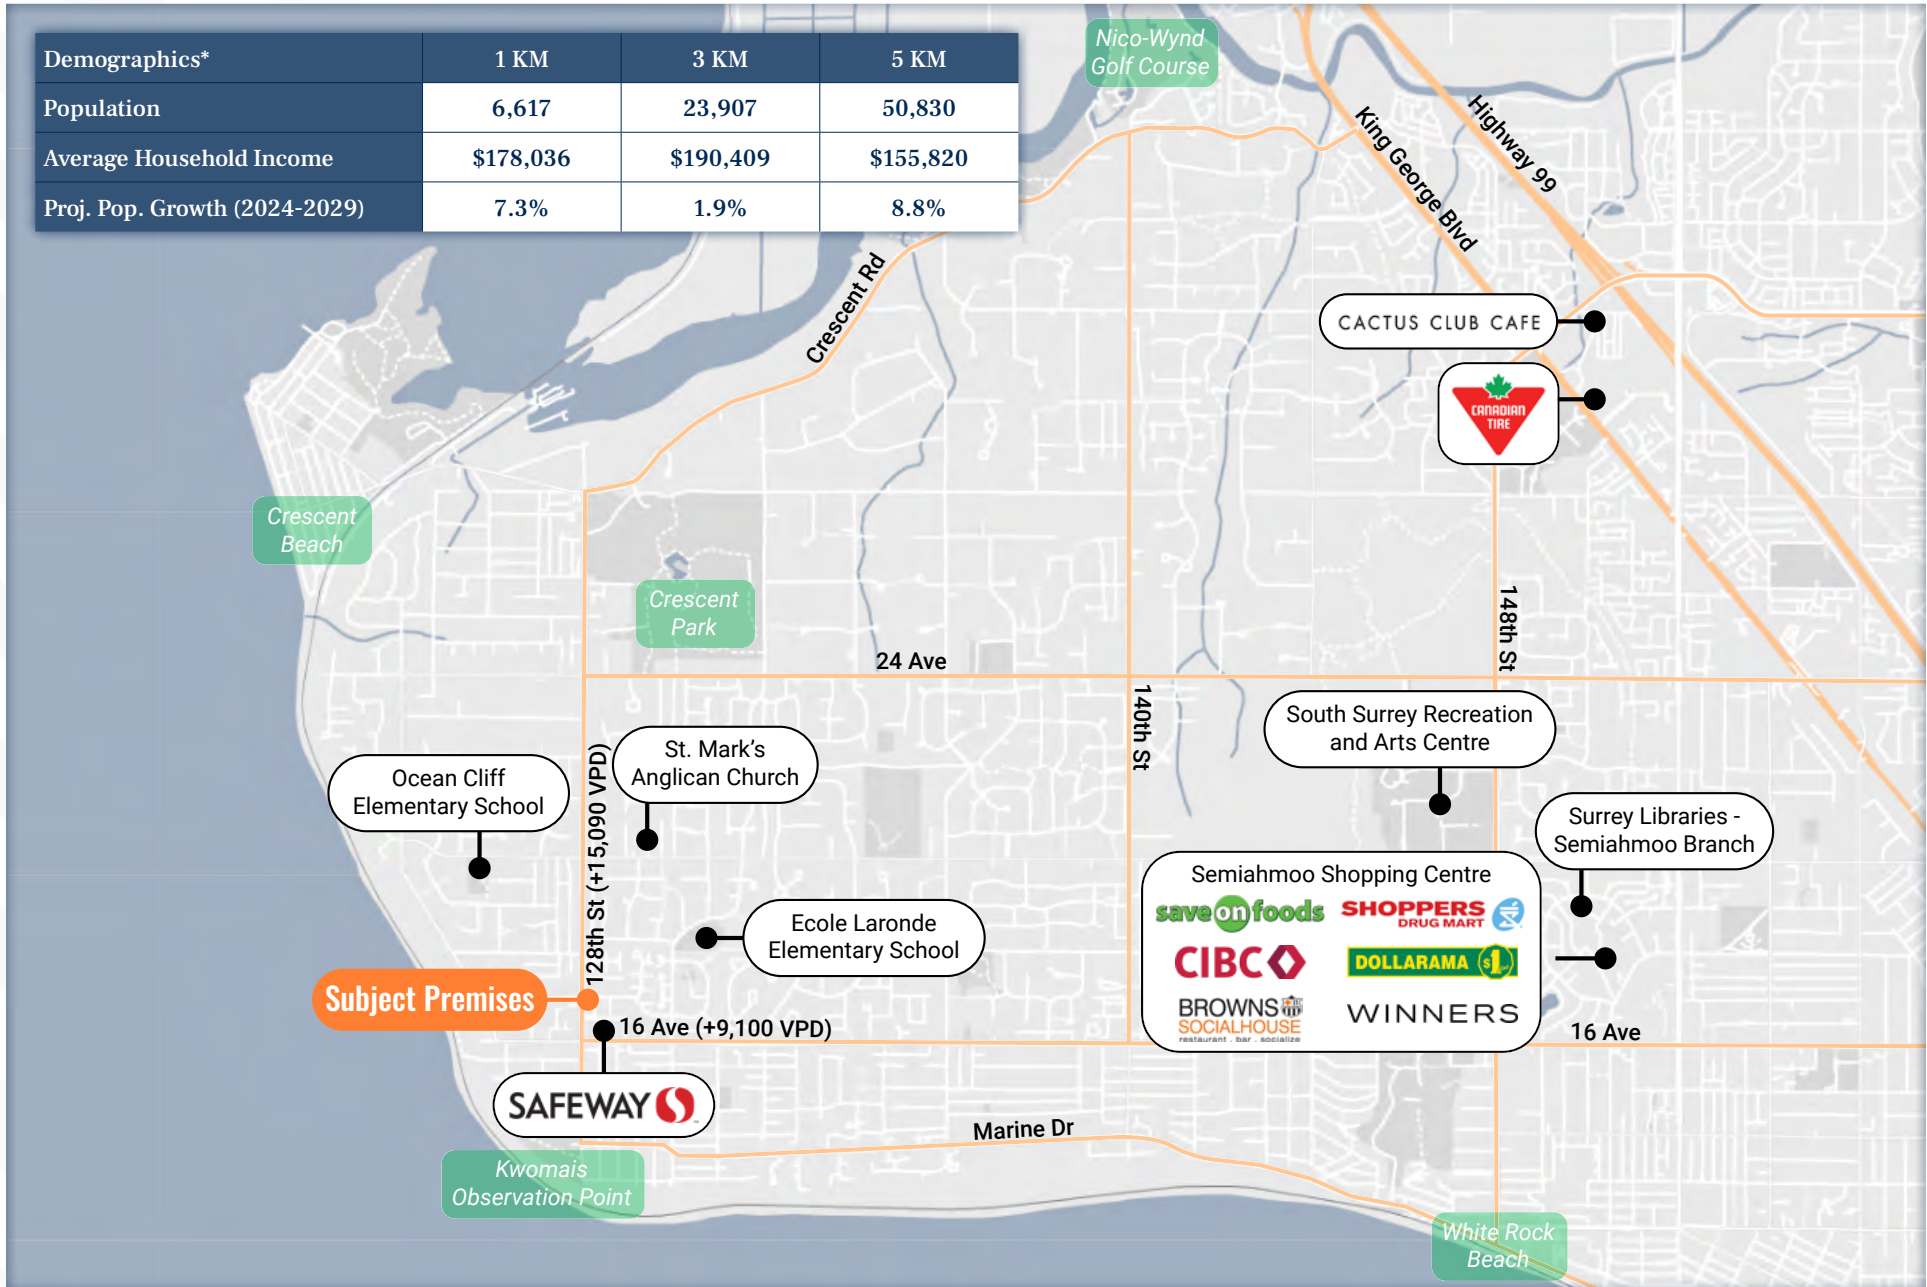 Demographics* 1 KM 3 KM 5 KM
Population 6,617 23,907 50,830
Average Household Income $178,036 $190,409 $155,820
Proj. Pop. Growth (2024-2029) 7.3% 1.9% 8.8%
Nico-Wynd
Golf Course
Highway 99
King George Blvd
Crescent Rd
CACTUS CLUB CAFE
CANADIAN
TIRE
Crescent
Beach
Crescent
Park
148th St
24 Ave
140th St
South Surrey Recreation
and Arts Centre
St. Mark's
Anglican Church
Ocean Cliff
Elementary School
128th St (+15,090 VPD)
Surrey Libraries -
Semiahmoo Branch
Semiahmoo Shopping Centre
save on foods
SHOPPERS
DRUG MART
CIBC
DOLLARAMA $1
BROWNS
SOCIALHOUSE
restaurant . bar . socialize
WINNERS
Ecole Laronde
Elementary School
Subject Premises
16 Ave (+9,100 VPD)
16 Ave
SAFEWAY
Marine Dr
Kwomais
Observation Point
White Rock
Beach